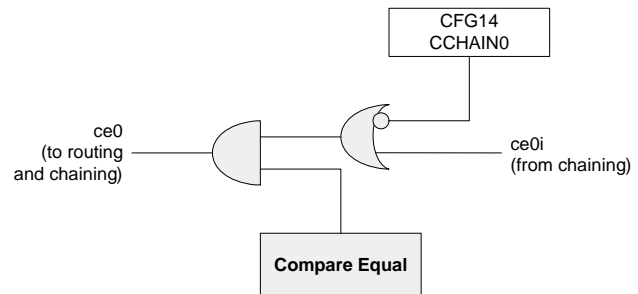 CFG14
CCHAIN0
ce0
(to routing
and chaining)
ce0i
(from chaining)
Compare Equal